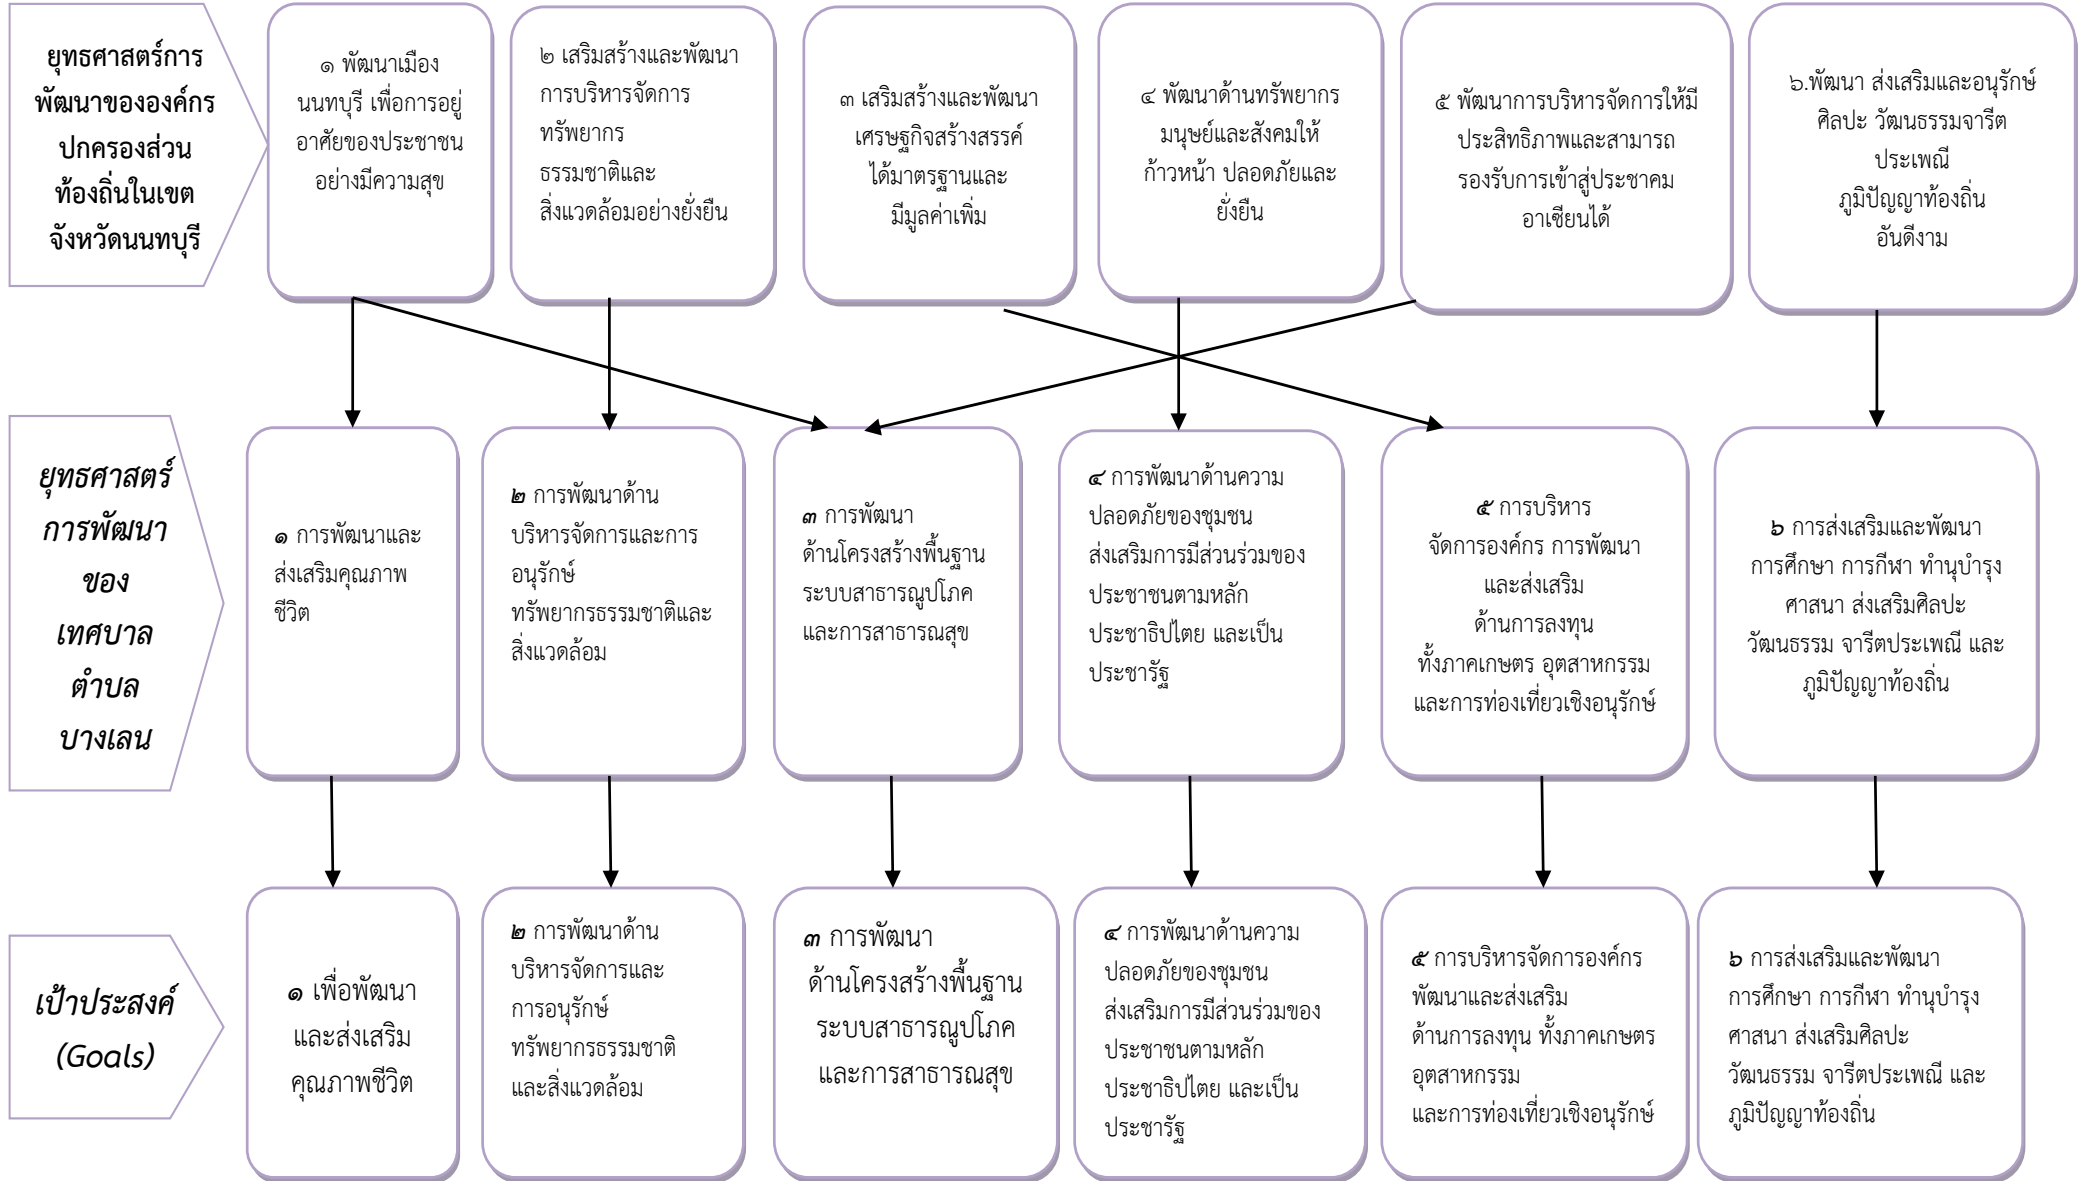 ยุทธศาสตร์การ
พัฒนาขององค์กร
ปกครองส่วน
ท้องถิ่นในเขต
จังหวัดนนทบุรี
๑ พัฒนาเมือง
นนทบุรี เพื่อการอยู่
อาศัยของประชาชน
อย่างมีความสุข
๒ เสริมสร้างและพัฒนา
การบริหารจัดการ
ทรัพยากร
ธรรมชาติและ
สิ่งแวดล้อมอย่างยั่งยืน
๓ เสริมสร้างและพัฒนา
เศรษฐกิจสร้างสรรค์
ได้มาตรฐานและ
มีมูลค่าเพิ่ม
๔ พัฒนาด้านทรัพยากร
มนุษย์และสังคมให้
ก้าวหน้า ปลอดภัยและ
ยั่งยืน
๕ พัฒนาการบริหารจัดการให้มี
ประสิทธิภาพและสามารถ
รองรับการเข้าสู่ประชาคม
อาเซียนได้
๖.พัฒนา ส่งเสริมและอนุรักษ์
ศิลปะ วัฒนธรรมจารีต
ประเพณี
ภูมิปัญญาท้องถิ่น
อันดีงาม
ยุทธศาสตร์
การพัฒนา
ของ
เทศบาล
ตำบล
บางเลน
๑ การพัฒนาและ
ส่งเสริมคุณภาพ
ชีวิต
๒ การพัฒนาด้าน
บริหารจัดการและการ
อนุรักษ์
ทรัพยากรธรรมชาติและ
สิ่งแวดล้อม
๓ การพัฒนา
ด้านโครงสร้างพื้นฐาน
ระบบสาธารณูปโภค
และการสาธารณสุข
๔ การพัฒนาด้านความ
ปลอดภัยของชุมชน
ส่งเสริมการมีส่วนร่วมของ
ประชาชนตามหลัก
ประชาธิปไตย และเป็น
ประชารัฐ
๕ การบริหาร
จัดการองค์กร การพัฒนา
และส่งเสริม
ด้านการลงทุน
ทั้งภาคเกษตร อุตสาหกรรม
และการท่องเที่ยวเชิงอนุรักษ์
๖ การส่งเสริมและพัฒนา
การศึกษา การกีฬา ทำนุบำรุง
ศาสนา ส่งเสริมศิลปะ
วัฒนธรรม จารีตประเพณี และ
ภูมิปัญญาท้องถิ่น
เป้าประสงค์
(Goals)
๑ เพื่อพัฒนา
และส่งเสริม
คุณภาพชีวิต
๒ การพัฒนาด้าน
บริหารจัดการและ
การอนุรักษ์
ทรัพยากรธรรมชาติ
และสิ่งแวดล้อม
๓ การพัฒนา
ด้านโครงสร้างพื้นฐาน
ระบบสาธารณูปโภค
และการสาธารณสุข
๔ การพัฒนาด้านความ
ปลอดภัยของชุมชน
ส่งเสริมการมีส่วนร่วมของ
ประชาชนตามหลัก
ประชาธิปไตย และเป็น
ประชารัฐ
๕ การบริหารจัดการองค์กร
พัฒนาและส่งเสริม
ด้านการลงทุน ทั้งภาคเกษตร
อุตสาหกรรม
และการท่องเที่ยวเชิงอนุรักษ์
๖ การส่งเสริมและพัฒนา
การศึกษา การกีฬา ทำนุบำรุง
ศาสนา ส่งเสริมศิลปะ
วัฒนธรรม จารีตประเพณี และ
ภูมิปัญญาท้องถิ่น